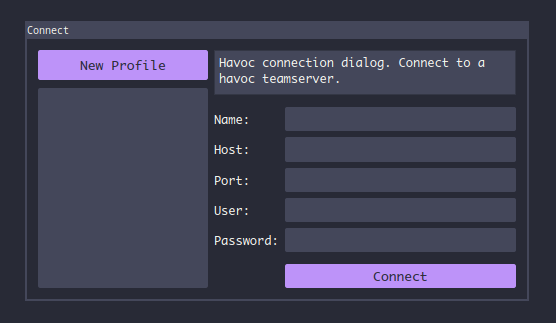 Connect
New Profile
Havoc connection dialog. Connect to a
havoc teamserver.
Name:
Host:
Port:
User:
Password:
Connect